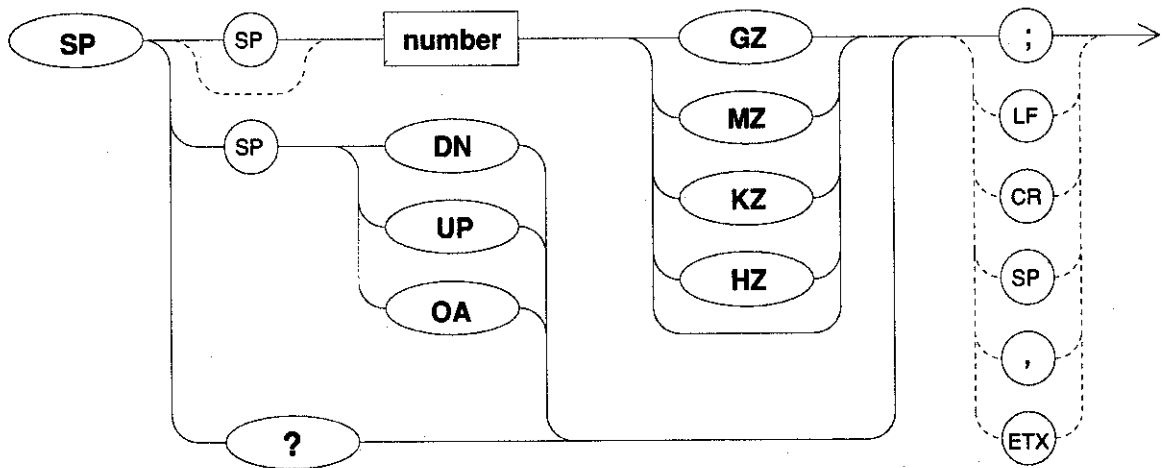 SP SP number GZ ;
MZ LF
SP DN
KZ CR
UP
HZ SP
OA
,
? ETX